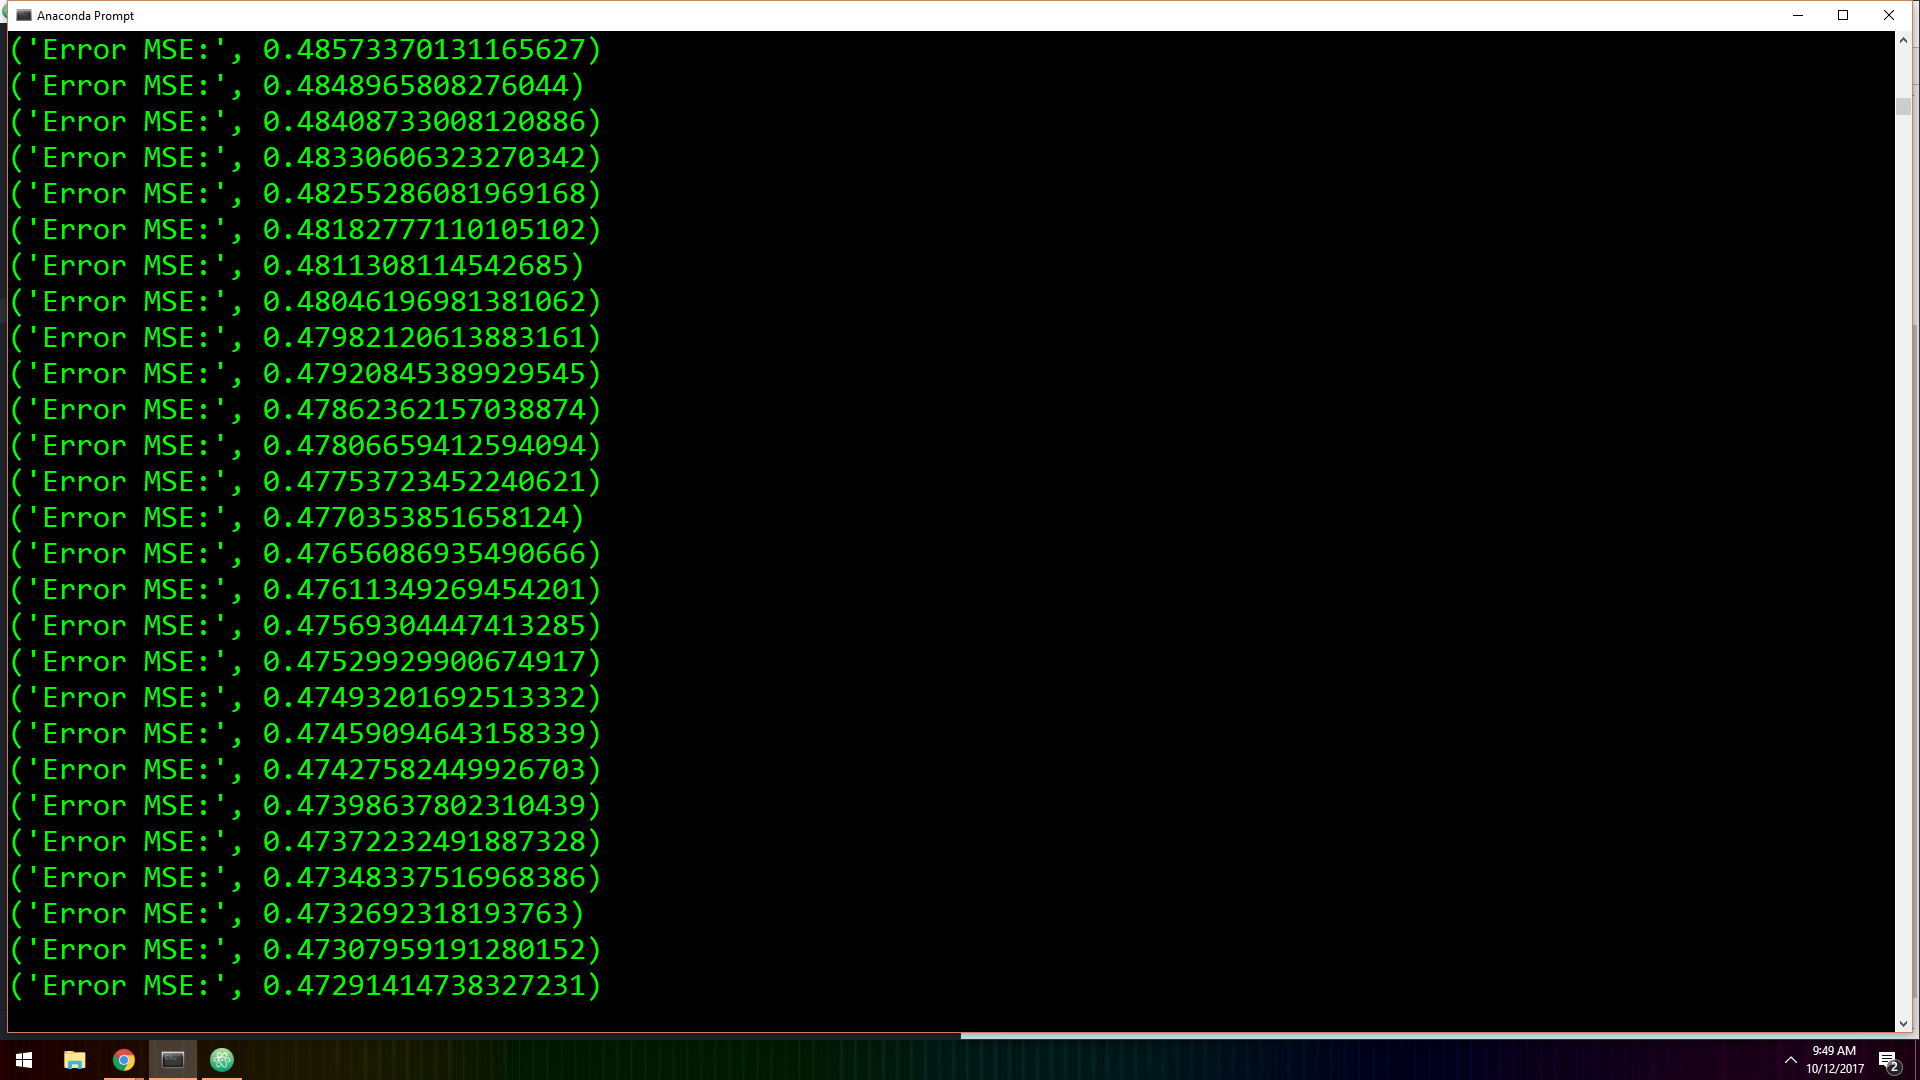 Anaconda Prompt
('Error MSE:', 0.48573370131165627)
('Error MSE:', 0.4848965808276044)
('Error MSE:', 0.48408733008120886)
('Error MSE:', 0.48330606323270342)
('Error MSE:', 0.48255286081969168)
('Error MSE:', 0.48182777110105102)
('Error MSE:', 0.4811308114542685)
('Error MSE:', 0.48046196981381062)
('Error MSE:', 0.47982120613883161)
('Error MSE:', 0.47920845389929545)
('Error MSE:', 0.47862362157038874)
('Error MSE:', 0.47806659412594094)
('Error MSE:', 0.47753723452240621)
('Error MSE:', 0.4770353851658124)
('Error MSE:', 0.47656086935490666)
('Error MSE:', 0.47611349269454201)
('Error MSE:', 0.47569304447413285)
('Error MSE:', 0.47529929900674917)
('Error MSE:', 0.47493201692513332)
('Error MSE:', 0.47459094643158339)
('Error MSE:', 0.47427582449926703)
('Error MSE:', 0.47398637802310439)
('Error MSE:', 0.47372232491887328)
('Error MSE:', 0.47348337516968386)
('Error MSE:', 0.4732692318193763)
('Error MSE:', 0.47307959191280152)
('Error MSE:', 0.47291414738327231)
9:49 AM
10/12/2017
2